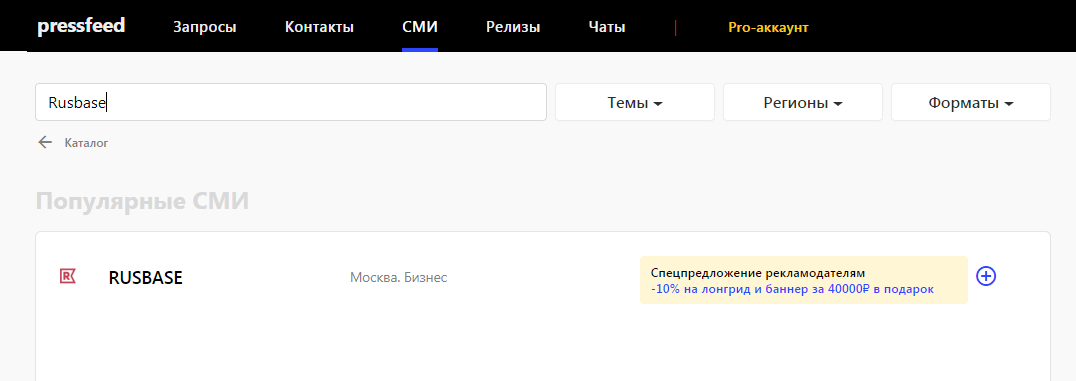 pressfeed Запросы Контакты СМИ Релизы Чаты Pro-аккаунт
Rusbase Темы Регионы Форматы
Каталог
Популярные СМИ
R RUSBASE Москва. Бизнес Спецпредложение рекламодателям
-10% на лонгрид и баннер за 40000₽ в подарок